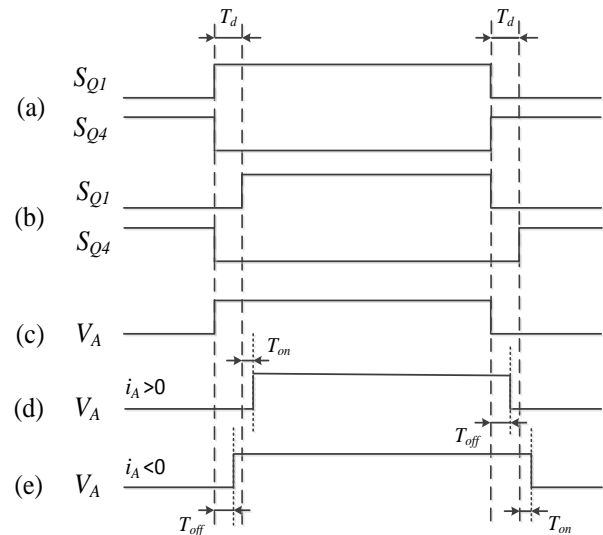 T_d T_d
(a) S_Q1
S_Q4
(b) S_Q1
S_Q4
(c) V_A
T_on
(d) i_A>0 V_A
T_off
(e) i_A<0 V_A
T_off T_on